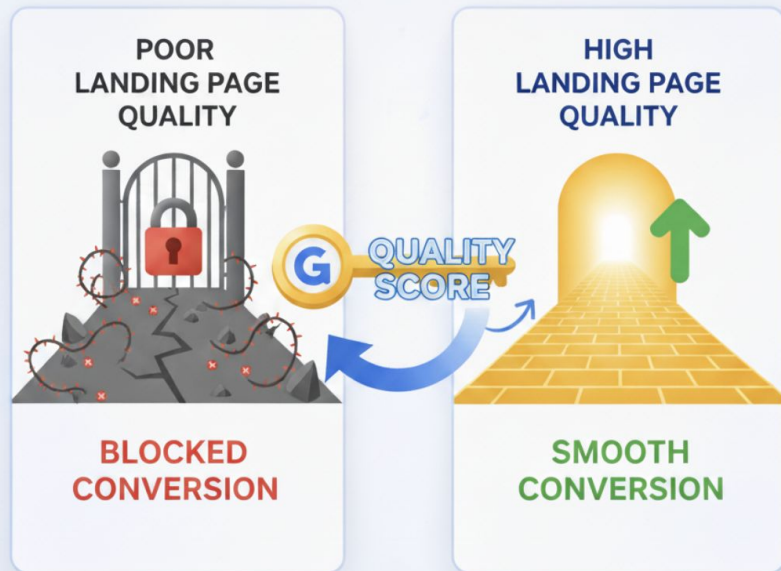 POOR
LANDING PAGE
QUALITY
G
QUALITY
SCORE
BLOCKED
CONVERSION
HIGH
LANDING PAGE
QUALITY
SMOOTH
CONVERSION